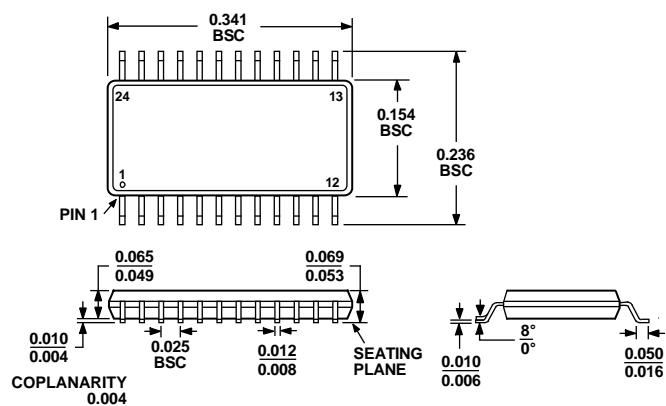 0.341
BSC
24
13
0.154
BSC
0.236
BSC
1
12
PIN 1
0.065
0.049
0.069
0.053
0.010
0.004
0.025
BSC
0.012
0.008
SEATING
PLANE
COPLANARITY
0.004
0.010
0.006
8°
0°
0.050
0.016